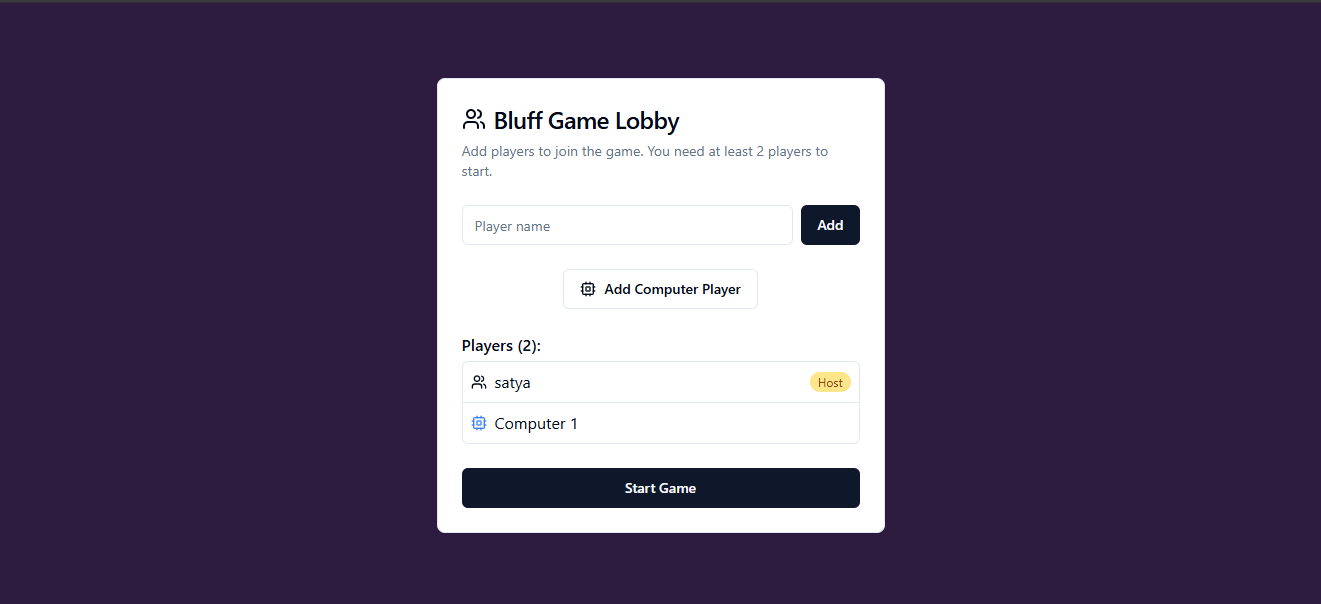 Bluff Game Lobby
Add players to join the game. You need at least 2 players to
start.
Player name
Add
Add Computer Player
Players (2):
satya
Host
Computer 1
Start Game